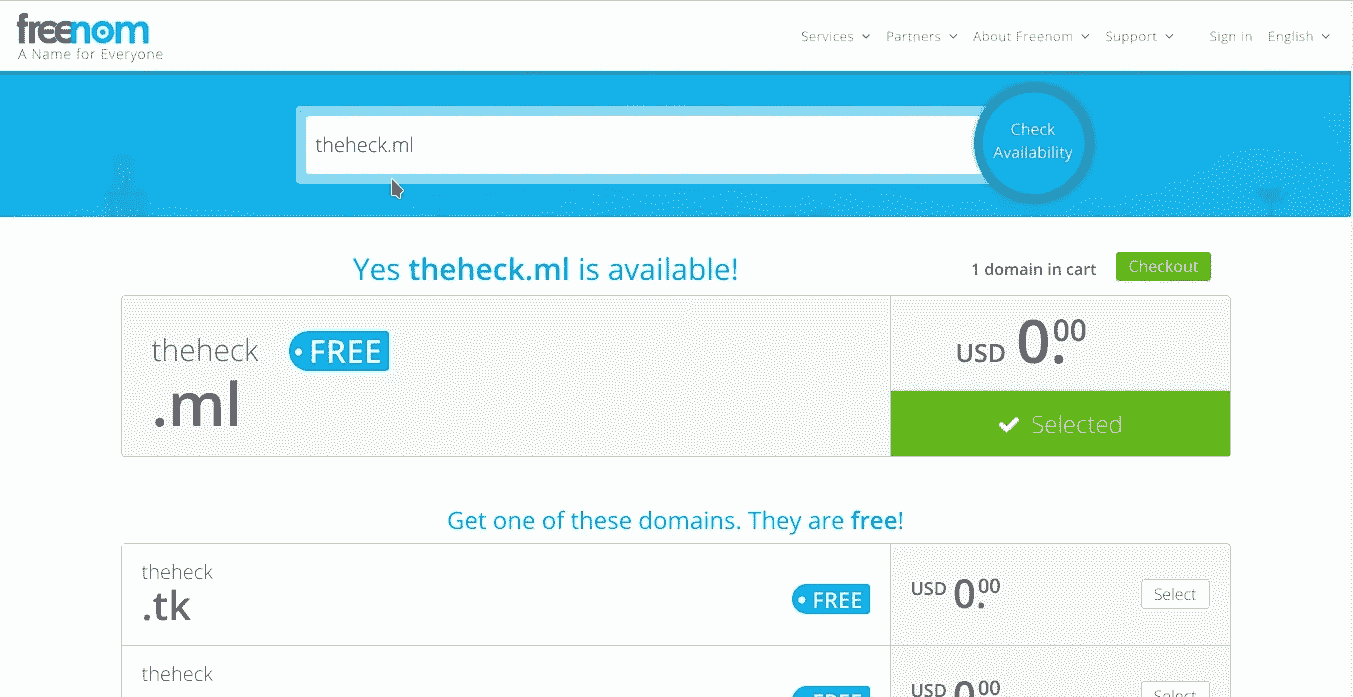 freenom
A Name for Everyone
Services Partners About Freenom Support Sign in English
theheck.ml
Check
Availability
Yes theheck.ml is available!
1 domain in cart Checkout
theheck FREE
.ml
USD 0.00
Selected
Get one of these domains. They are free!
theheck
.tk
FREE
USD 0.00
Select
theheck
FREE
USD 0.00
Select